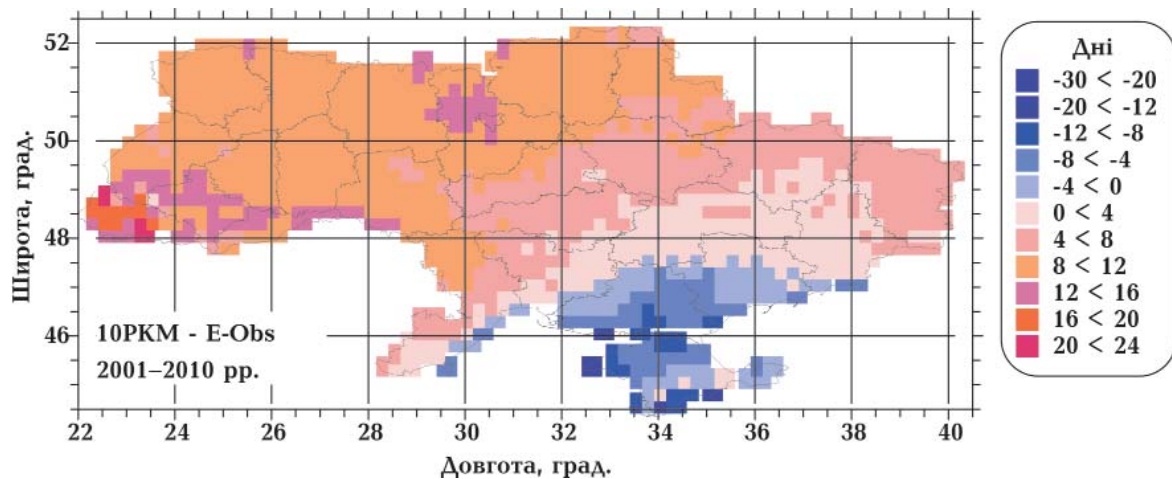 52
50
48
46
Широта, град.
10РКМ - E-Obs
2001–2010 рр.
22 24 26 28 30 32 34 36 38 40
Довгота, град.
Дні
-30 < -20
-20 < -12
-12 < -8
-8 < -4
-4 < 0
0 < 4
4 < 8
8 < 12
12 < 16
16 < 20
20 < 24